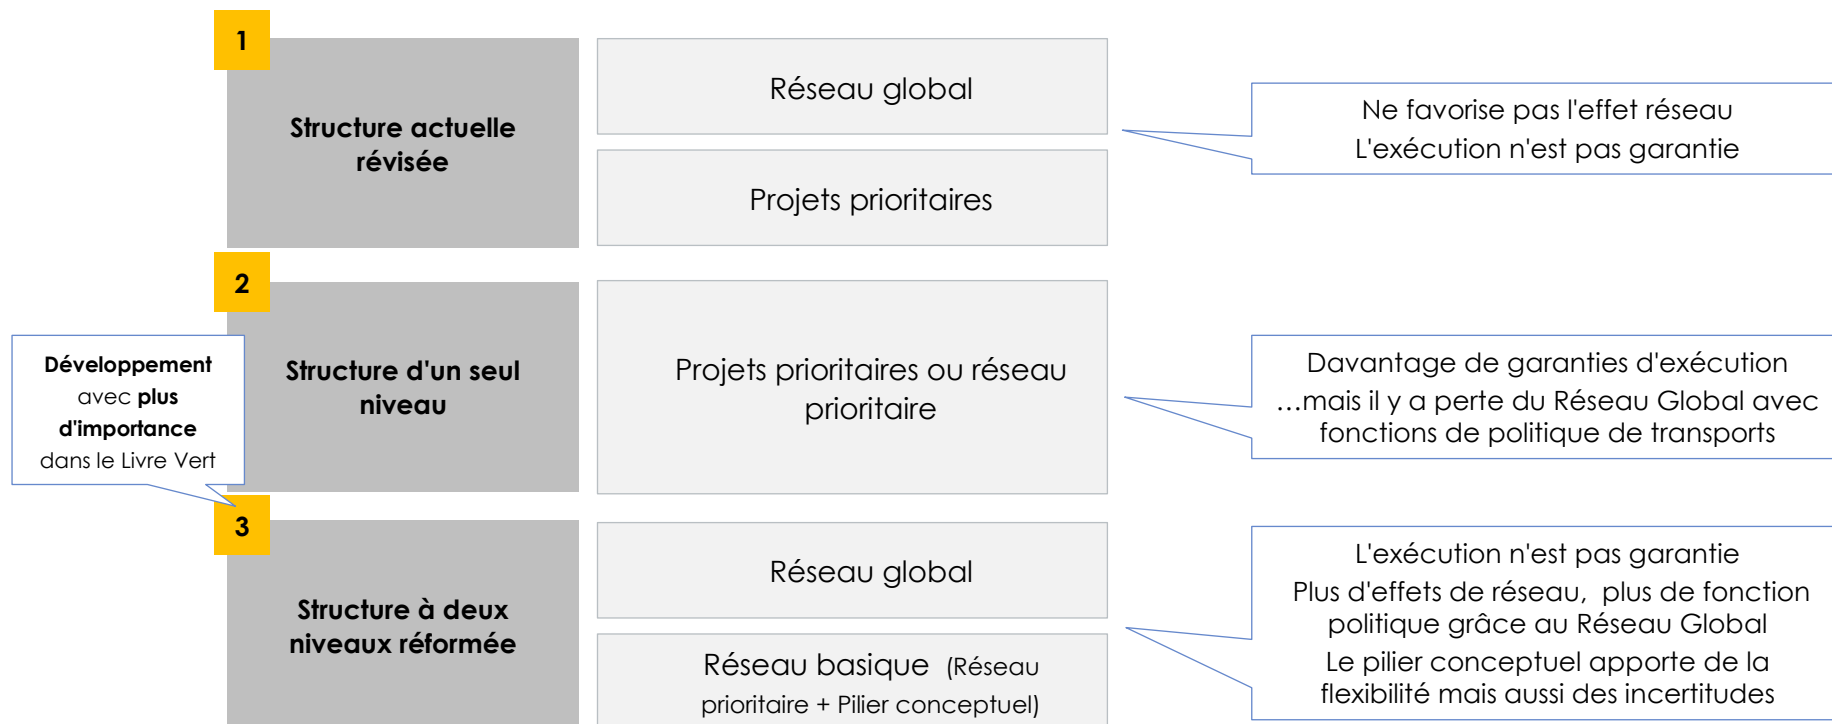 1
Structure actuelle
révisée
Réseau global
Projets prioritaires
Ne favorise pas l'effet réseau
L'exécution n'est pas garantie
2
Structure d'un seul
niveau
Projets prioritaires ou réseau
prioritaire
Davantage de garanties d'exécution
…mais il y a perte du Réseau Global avec
fonctions de politique de transports
Développement
avec plus
d'importance
dans le Livre Vert
3
Structure à deux
niveaux réformée
Réseau global
Réseau basique (Réseau
prioritaire + Pilier conceptuel)
L'exécution n'est pas garantie
Plus d'effets de réseau, plus de fonction
politique grâce au Réseau Global
Le pilier conceptuel apporte de la
flexibilité mais aussi des incertitudes